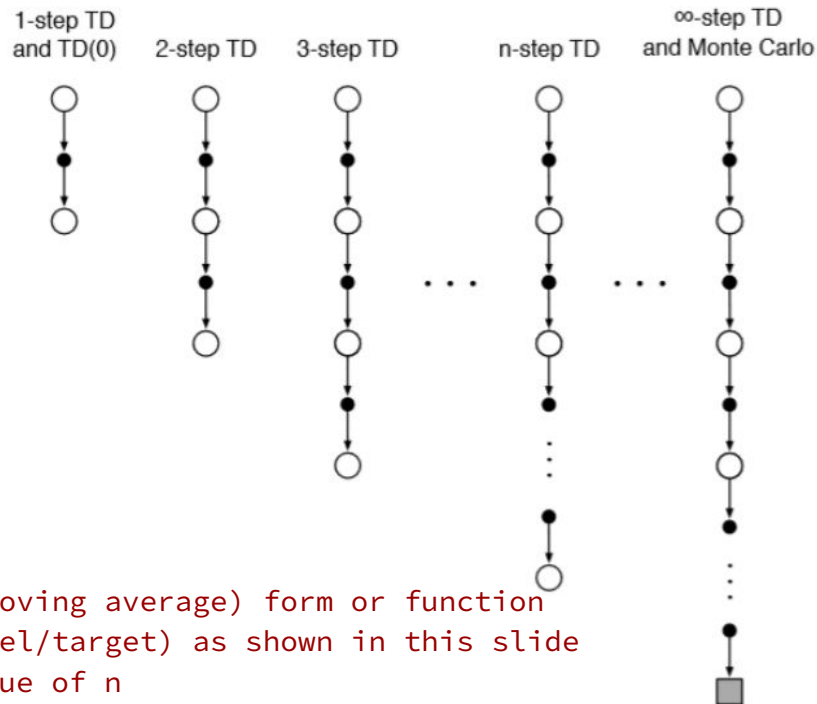 1-step TD
and TD(0)
2-step TD
3-step TD
n-step TD
∞-step TD
and Monte Carlo
oving average) form or function
el/target) as shown in this slide
ue of n